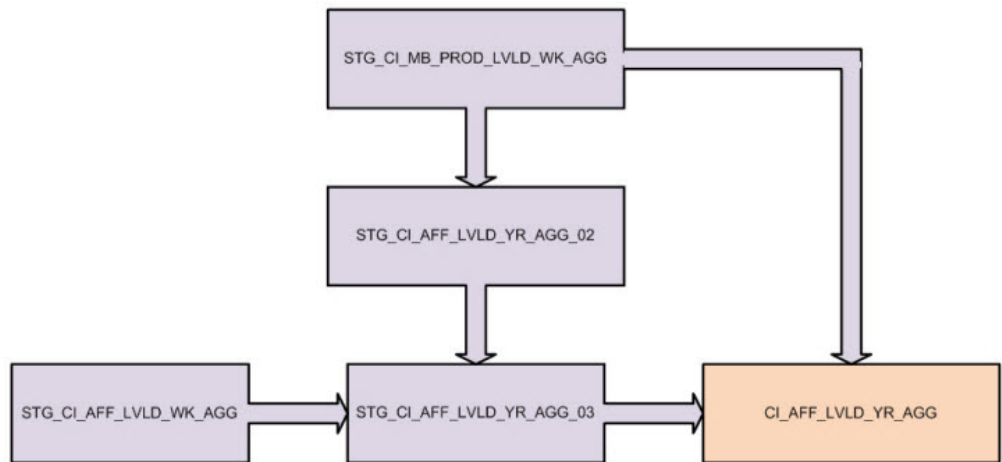 STG_CI_MB_PROD_LVLD_WK_AGG
STG_CI_AFF_LVLD_YR_AGG_02
STG_CI_AFF_LVLD_WK_AGG
STG_CI_AFF_LVLD_YR_AGG_03
CI_AFF_LVLD_YR_AGG